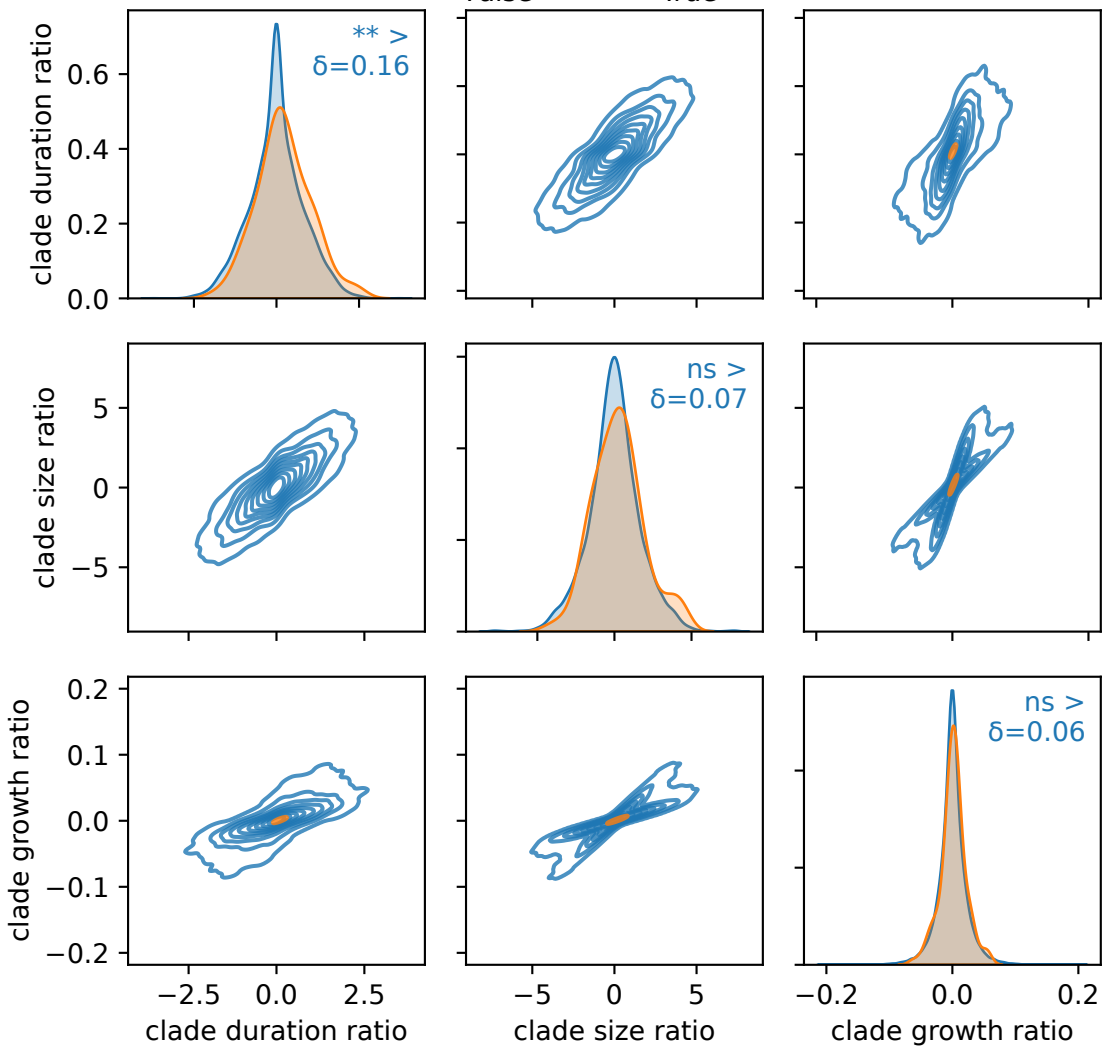 False True
clade duration ratio
0.6
0.4
0.2
0.0
** >
δ=0.16
clade size ratio
5
0
−5
ns >
δ=0.07
clade growth ratio
0.2
0.1
0.0
−0.1
−0.2
ns >
δ=0.06
−2.5 0.0 2.5
−5 0 5
−0.2 0.0 0.2
clade duration ratio
clade size ratio
clade growth ratio